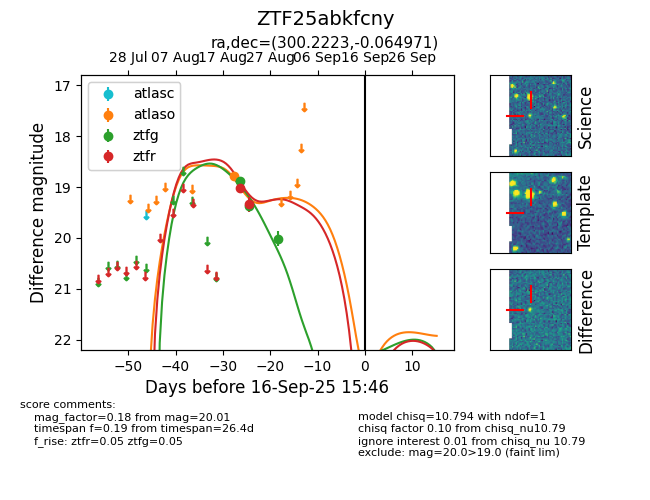 ZTF25abkfcny
ra,dec=(300.2223,-0.064971)
28 Jul 07 Aug 17 Aug 27 Aug 06 Sep 16 Sep 26 Sep
17
18
19
20
21
22
Difference magnitude
atlasc
atlaso
ztfg
ztfr
−50 −40 −30 −20 −10 0 10
Days before 16-Sep-25 15:46
Science
Template
Difference
score comments:
mag_factor=0.18 from mag=20.01
timespan f=0.19 from timespan=26.4d
f_rise: ztfr=0.05 ztfg=0.05
model chisq=10.794 with ndof=1
chisq factor 0.10 from chisq_nu10.79
ignore interest 0.01 from chisq_nu 10.79
exclude: mag=20.0>19.0 (faint lim)